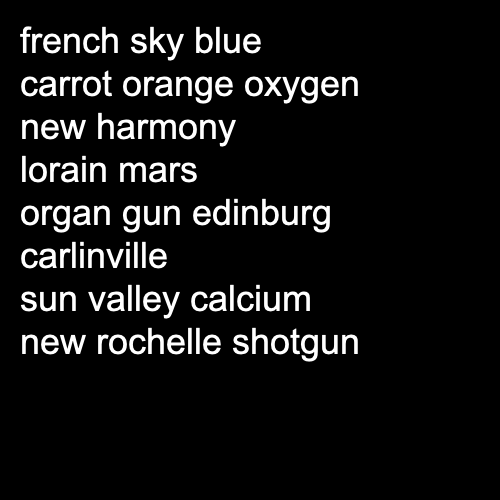 french sky blue
carrot orange oxygen
new harmony
lorain mars
organ gun edinburg
carlinville
sun valley calcium
new rochelle shotgun